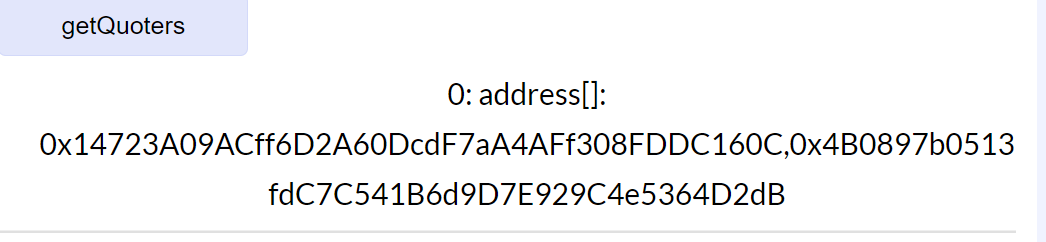 getQuoters
0: address[]:
0x14723A09ACff6D2A60DcdF7aA4AFf308FDDC160C,0x4B0897b0513
fdC7C541B6d9D7E929C4e5364D2dB